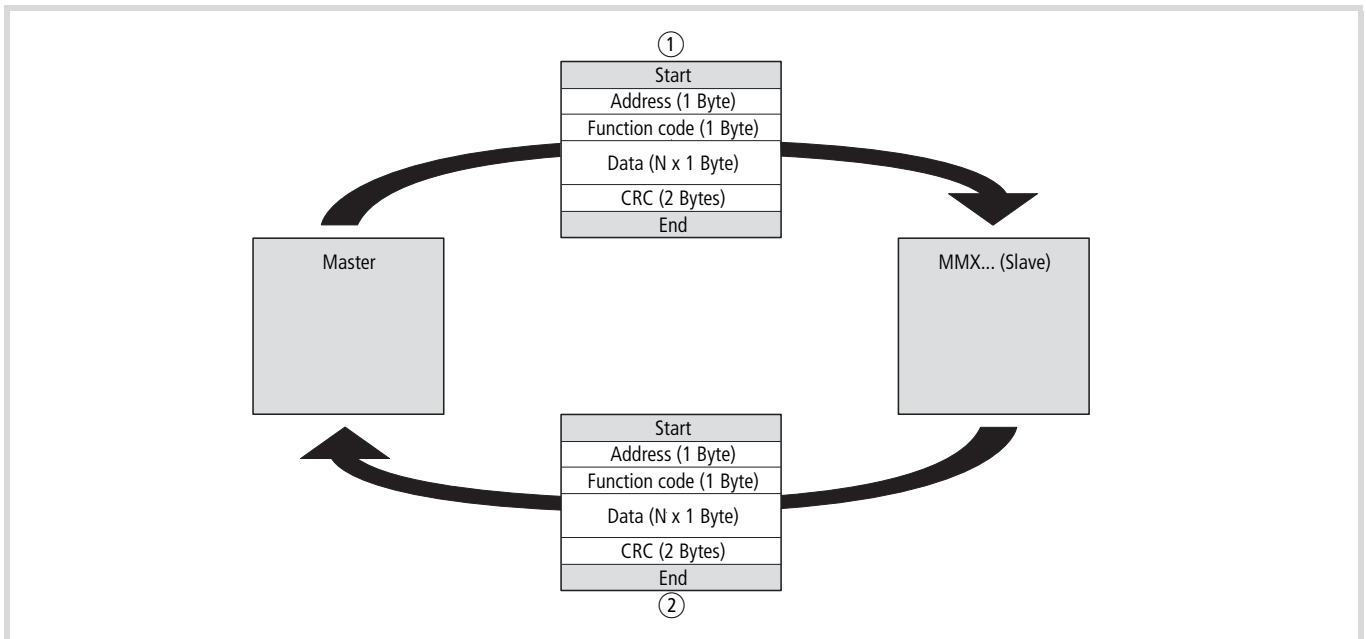 ①
Start
Address (1 Byte)
Function code (1 Byte)
Data (N x 1 Byte)
CRC (2 Bytes)
End
Master
MMX... (Slave)
Start
Address (1 Byte)
Function code (1 Byte)
Data (N x 1 Byte)
CRC (2 Bytes)
End
②